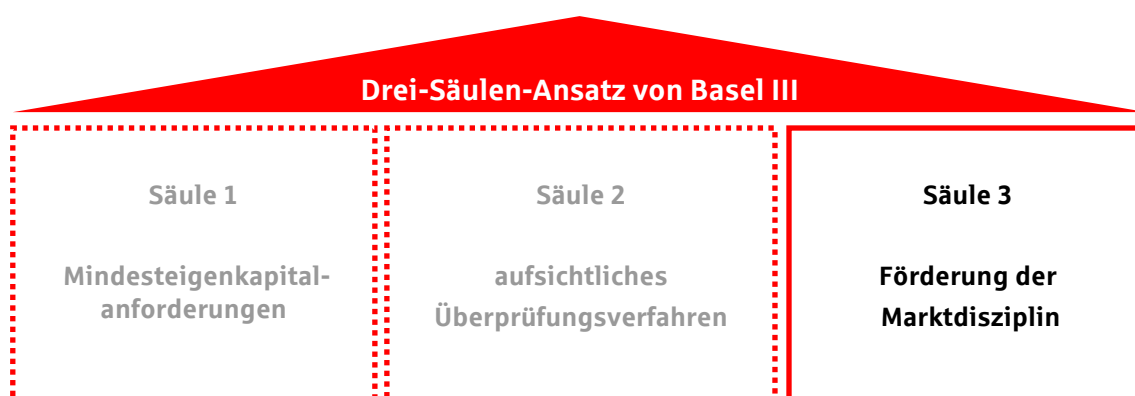 Drei-Säulen-Ansatz von Basel III
Säule 1
Mindesteigenkapital-
anforderungen
Säule 2
aufsichtliches
Überprüfungsverfahren
Säule 3
Förderung der
Marktdisziplin